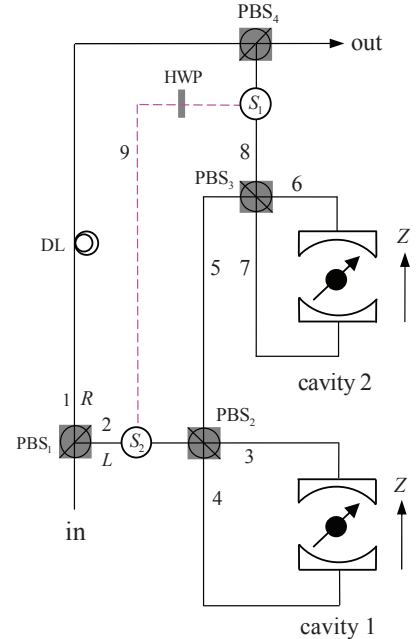 PBS4
out
HWP
S1
9
8
PBS3
6
Z
DL
5
7
cavity 2
1 R
2
PBS2
PBS1
S2
L
3
4
Z
in
cavity 1